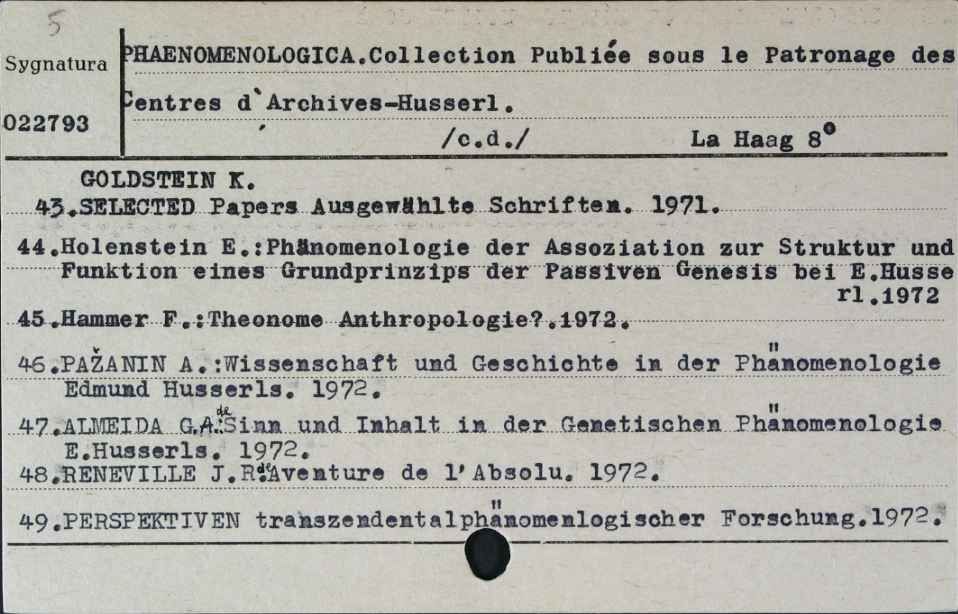 5
Sygnatura
022793
PHAENOMENOLOGICA.Collection Publiée sous le Patronage des
Centres d'Archives-Husserl.
/c.d./ La Haag 8°
GOLDSTEIN K.
43.SELECTED Papers Ausgewählte Schriften. 1971.
44.Holenstein E.:Phänomenologie der Assoziation zur Struktur und
Funktion eines Grundprinzips der Passiven Genesis bei E.Husse
rl.1972
45.Hammer F.:Theonome Anthropologie?.1972.
46.PAŽANIN A.:Wissenschaft und Geschichte in der Phänomenologie
Edmund Husserls. 1972.
47.ALMEIDA G.A.de:Sinn und Inhalt in der Genetischen Phänomenologie
E.Husserls. 1972.
48.RENEVILLE J.R.de:Aventure de l'Absolu. 1972.
49.PERSPEKTIVEN transzendentalphänomenlogischer Forschung.1972.